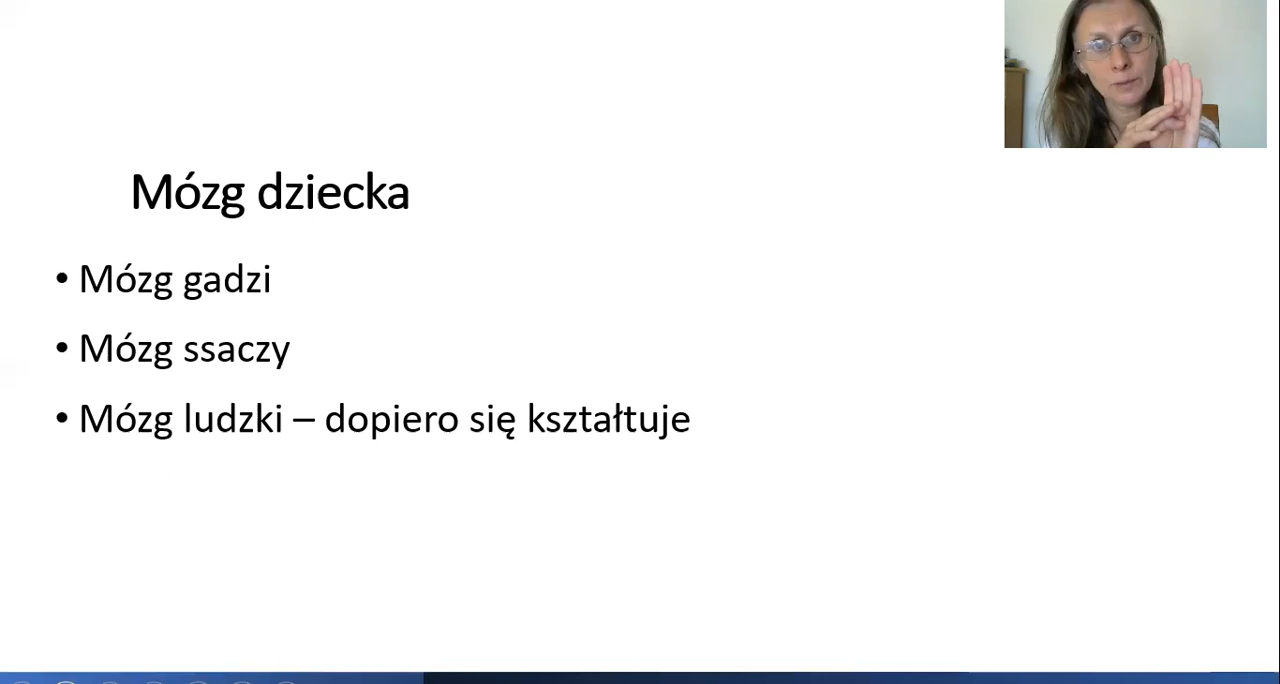 Mózg dziecka
• Mózg gadzi
• Mózg ssaczy
• Mózg ludzki – dopiero się kształtuje